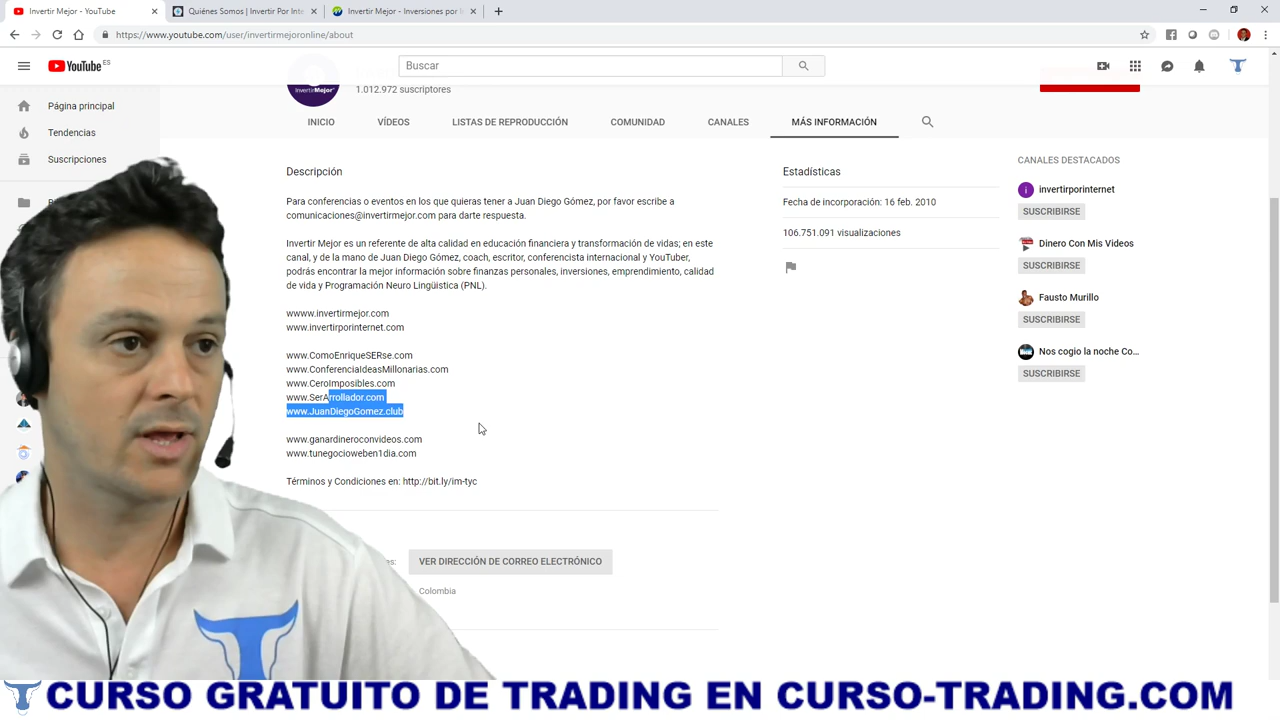 Invertir Mejor - YouTube
Quiénes Somos | Invertir Por Inte
Invertir Mejor - Inversiones por I
https://www.youtube.com/user/invertirmejoronline/about
YouTube ES
Buscar
InvertirMejor
1.012.972 suscriptores
INICIO
VÍDEOS
LISTAS DE REPRODUCCIÓN
COMUNIDAD
CANALES
MÁS INFORMACIÓN
Página principal
Tendencias
Suscripciones
Descripción
Para conferencias o eventos en los que quieras tener a Juan Diego Gómez, por favor escribe a
comunicaciones@invertirmejor.com para darte respuesta.
Invertir Mejor es un referente de alta calidad en educación financiera y transformación de vidas; en este
canal, y de la mano de Juan Diego Gómez, coach, escritor, conferencista internacional y YouTuber,
podrás encontrar la mejor información sobre finanzas personales, inversiones, emprendimiento, calidad
de vida y Programación Neuro Lingüistica (PNL).
wwww.invertirmejor.com
www.invertirporinternet.com
www.ComoEnriqueSERse.com
www.ConferenciaIdeasMillonarias.com
www.CeroImposibles.com
www.SerArrollador.com
www.JuanDiegoGomez.club
www.ganardineroconvideos.com
www.tunegocioweben1dia.com
Términos y Condiciones en: http://bit.ly/im-tyc
VER DIRECCIÓN DE CORREO ELECTRÓNICO
Colombia
Estadísticas
Fecha de incorporación: 16 feb. 2010
106.751.091 visualizaciones
CANALES DESTACADOS
invertirporinternet
SUSCRIBIRSE
Dinero Con Mis Videos
SUSCRIBIRSE
Fausto Murillo
SUSCRIBIRSE
Nos cogio la noche Co...
SUSCRIBIRSE
CURSO GRATUITO DE TRADING EN CURSO-TRADING.COM